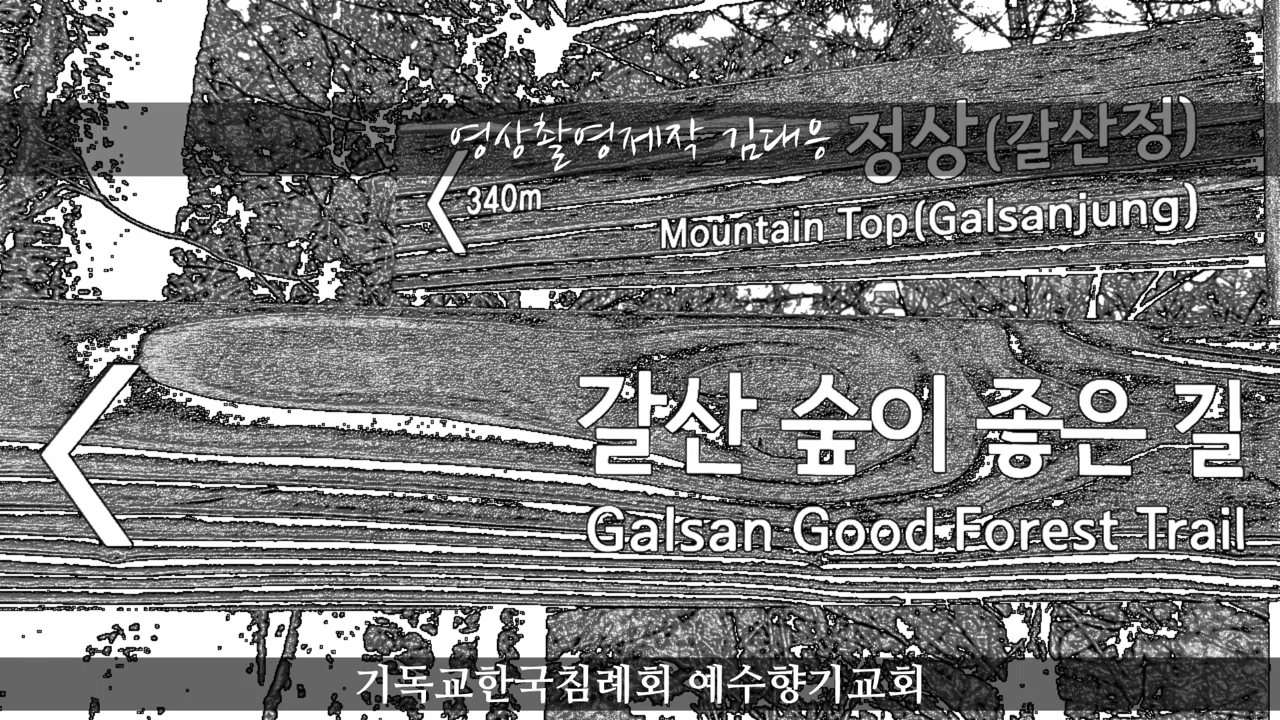 영상촬영제작 김대응
정상(갈산정)
340m
Mountain Top(Galsanjung)
갈산 숲이 좋은 길
Galsan Good Forest Trail
기독교한국침례회 예수향기교회